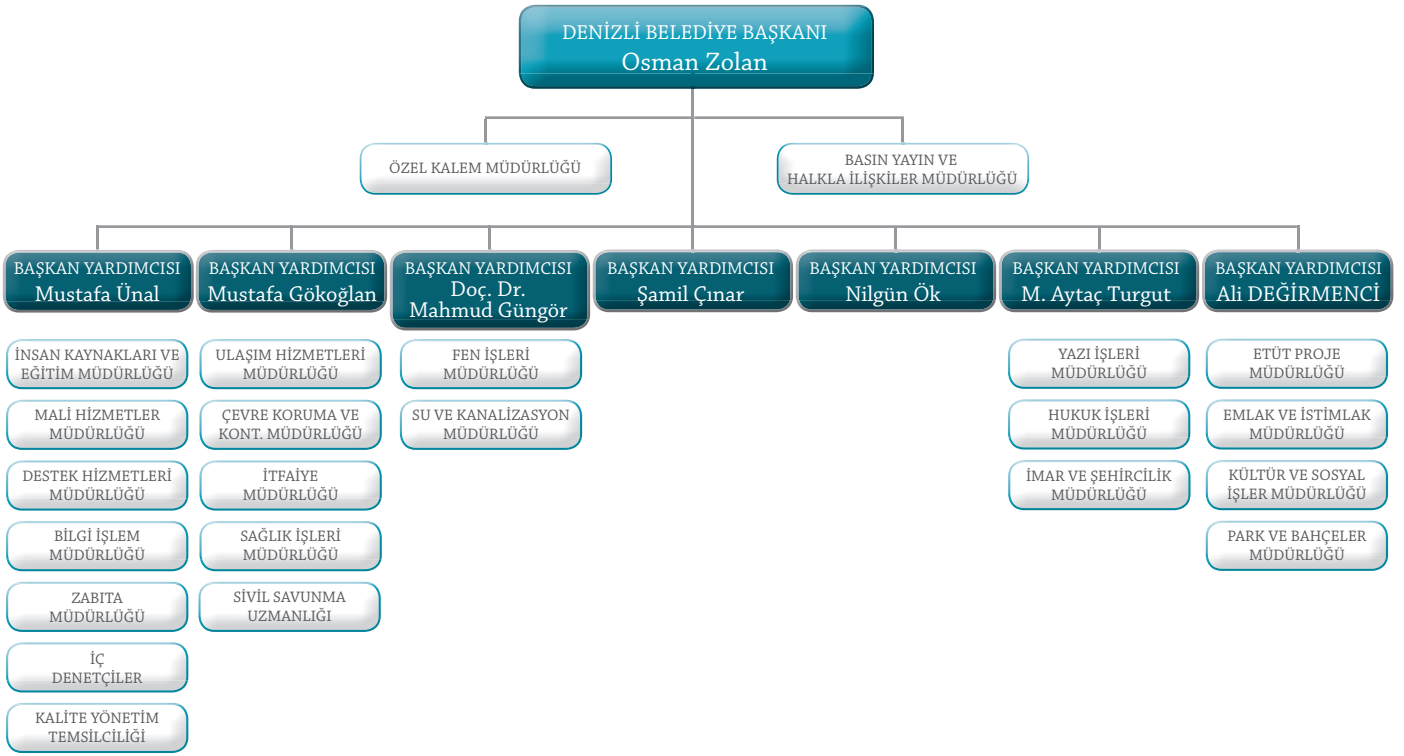 DENİZLİ BELEDİYE BAŞKANI
Osman Zolan
ÖZEL KALEM MÜDÜRLÜĞÜ
BASIN YAYIN VE
HALKLA İLİŞKİLER MÜDÜRLÜĞÜ
BAŞKAN YARDIMCISI
Mustafa Ünal
İNSAN KAYNAKLARI VE
EĞİTİM MÜDÜRLÜĞÜ
MALİ HİZMETLER
MÜDÜRLÜĞÜ
DESTEK HİZMETLERİ
MÜDÜRLÜĞÜ
BİLGİ İŞLEM
MÜDÜRLÜĞÜ
ZABITA
MÜDÜRLÜĞÜ
İÇ
DENETÇİLER
KALİTE YÖNETİM
TEMSİLCİLİĞİ
BAŞKAN YARDIMCISI
Mustafa Gökoğlan
ULAŞIM HİZMETLERİ
MÜDÜRLÜĞÜ
ÇEVRE KORUMA VE
KONT. MÜDÜRLÜĞÜ
İTFAİYE
MÜDÜRLÜĞÜ
SAĞLIK İŞLERİ
MÜDÜRLÜĞÜ
SİVİL SAVUNMA
UZMANLIĞI
BAŞKAN YARDIMCISI
Doç. Dr.
Mahmud Güngör
FEN İŞLERİ
MÜDÜRLÜĞÜ
SU VE KANALİZASYON
MÜDÜRLÜĞÜ
BAŞKAN YARDIMCISI
Şamil Çınar
BAŞKAN YARDIMCISI
Nilgün Ök
BAŞKAN YARDIMCISI
M. Aytaç Turgut
YAZI İŞLERİ
MÜDÜRLÜĞÜ
HUKUK İŞLERİ
MÜDÜRLÜĞÜ
İMAR VE ŞEHİRCİLİK
MÜDÜRLÜĞÜ
BAŞKAN YARDIMCISI
Ali DEĞİRMENCİ
ETÜT PROJE
MÜDÜRLÜĞÜ
EMLAK VE İSTİMLAK
MÜDÜRLÜĞÜ
KÜLTÜR VE SOSYAL
İŞLER MÜDÜRLÜĞÜ
PARK VE BAHÇELER
MÜDÜRLÜĞÜ